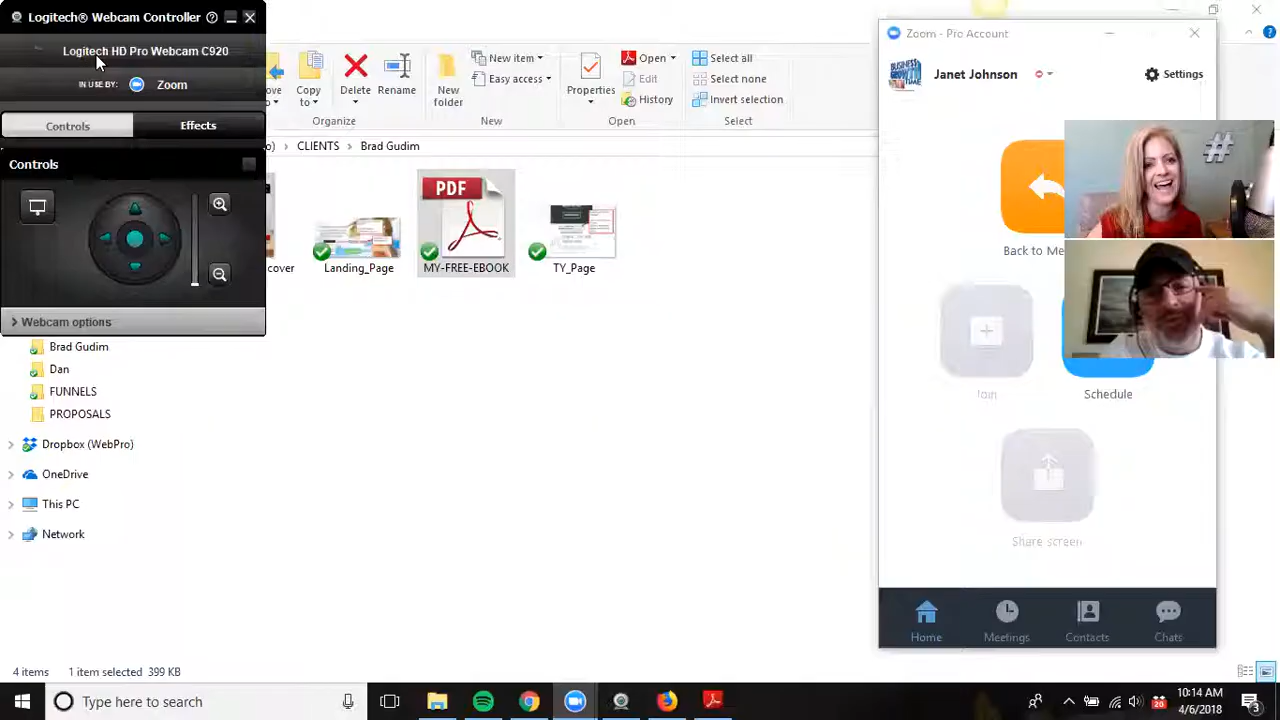 Logitech® Webcam Controller
Logitech HD Pro Webcam C920
IN USE BY: Zoom
Controls Effects
Controls
Webcam options
Copy to
Delete
Rename
New folder
New item
Easy access
Properties
Open
Edit
History
Select all
Select none
Invert selection
Organize New Open Select
CLIENTS > Brad Gudim
cover
Landing_Page
PDF
MY-FREE-EBOOK
TY_Page
Brad Gudim
Dan
FUNNELS
PROPOSALS
Dropbox (WebPro)
OneDrive
This PC
Network
4 items 1 item selected 399 KB
Zoom - Pro Account
Janet Johnson
Settings
Back to Me
#
Join
Schedule
Share screen
Home Meetings Contacts Chats
Type here to search
20
10:14 AM
4/6/2018
3